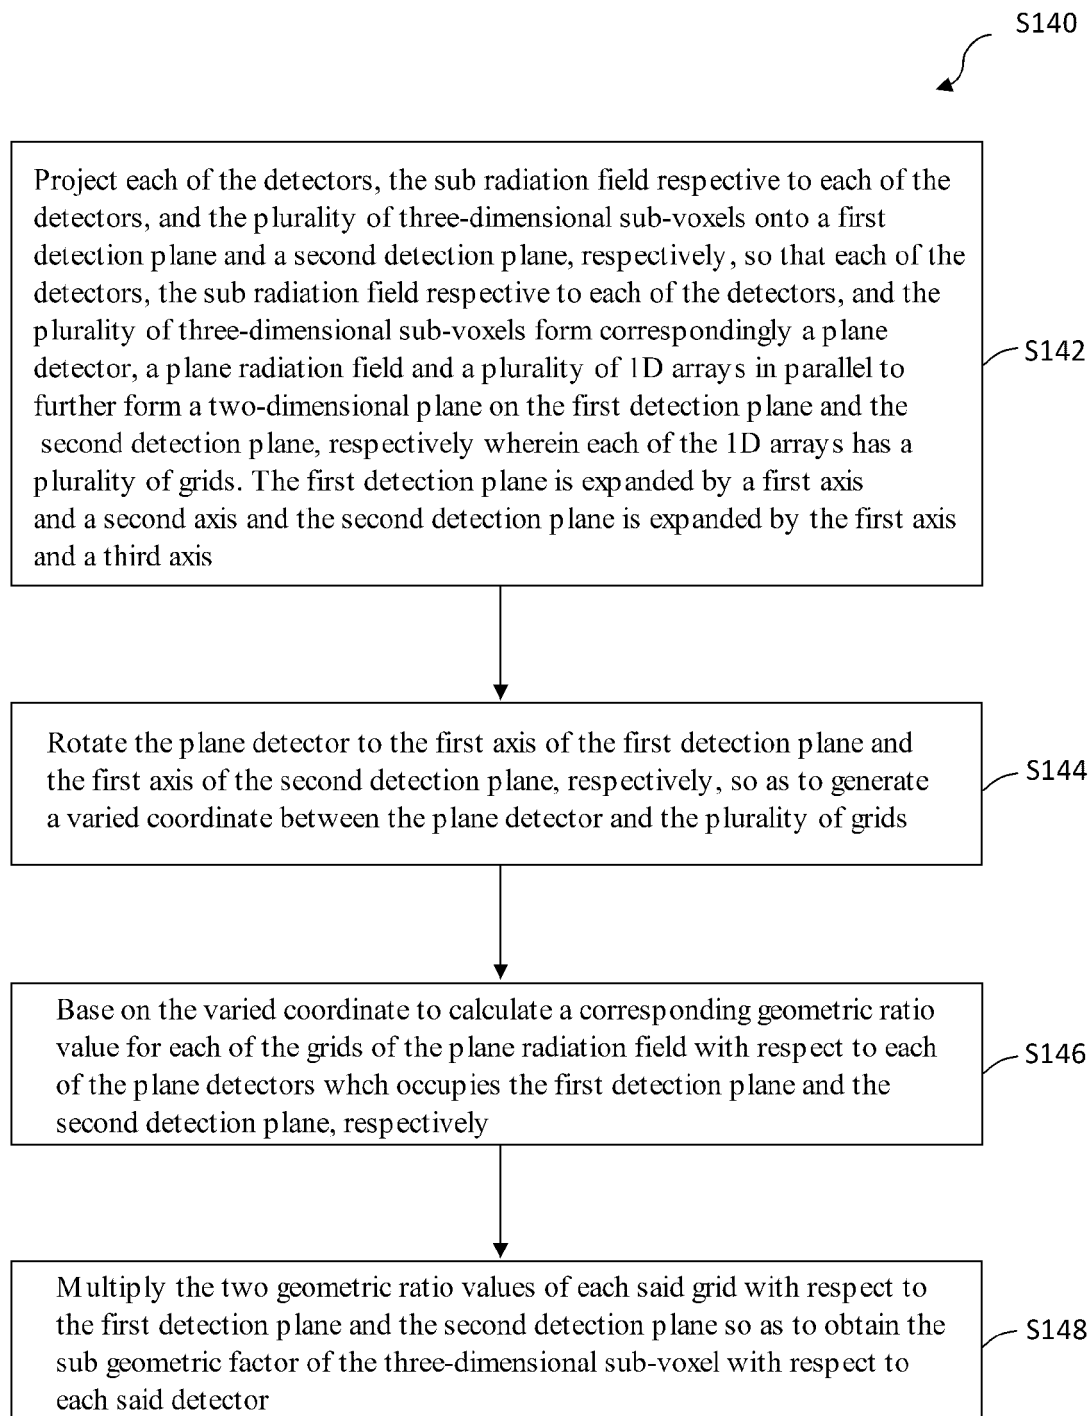 S140
Project each of the detectors, the sub radiation field respective to each of the
detectors, and the plurality of three-dimensional sub-voxels onto a first
detection plane and a second detection plane, respectively, so that each of the
detectors, the sub radiation field respective to each of the detectors, and the
plurality of three-dimensional sub-voxels form correspondingly a plane
detector, a plane radiation field and a plurality of 1D arrays in parallel to
further form a two-dimensional plane on the first detection plane and the
second detection plane, respectively wherein each of the 1D arrays has a
plurality of grids. The first detection plane is expanded by a first axis
and a second axis and the second detection plane is expanded by the first axis
and a third axis
S142
Rotate the plane detector to the first axis of the first detection plane and
the first axis of the second detection plane, respectively, so as to generate
a varied coordinate between the plane detector and the plurality of grids
S144
Base on the varied coordinate to calculate a corresponding geometric ratio
value for each of the grids of the plane radiation field with respect to each
of the plane detectors whch occupies the first detection plane and the
second detection plane, respectively
S146
Multiply the two geometric ratio values of each said grid with respect to
the first detection plane and the second detection plane so as to obtain the
sub geometric factor of the three-dimensional sub-voxel with respect to
each said detector
S148